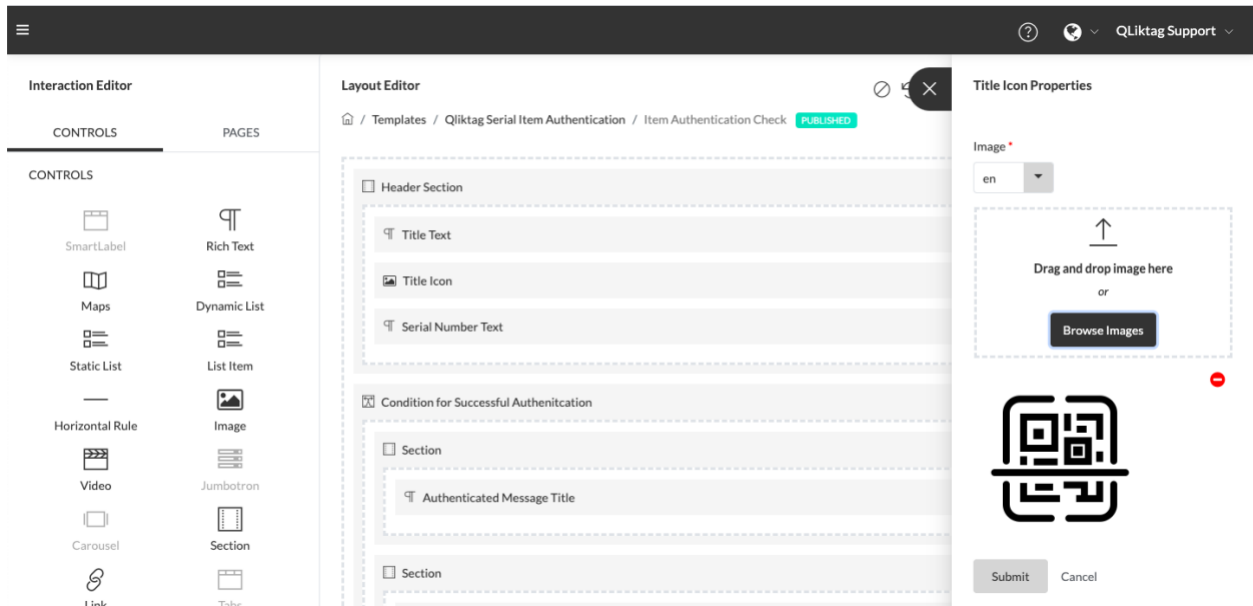 QLiktag Support
Interaction Editor
CONTROLS PAGES
CONTROLS
SmartLabel Rich Text
Maps Dynamic List
Static List List Item
Horizontal Rule Image
Video Jumbotron
Carousel Section
Link Tabs
Layout Editor
/ Templates / Qliktag Serial Item Authentication / Item Authentication Check PUBLISHED
Header Section
Title Text
Title Icon
Serial Number Text
Condition for Successful Authenitcation
Section
Authenticated Message Title
Section
Title Icon Properties
Image *
en
Drag and drop image here
or
Browse Images
Submit Cancel